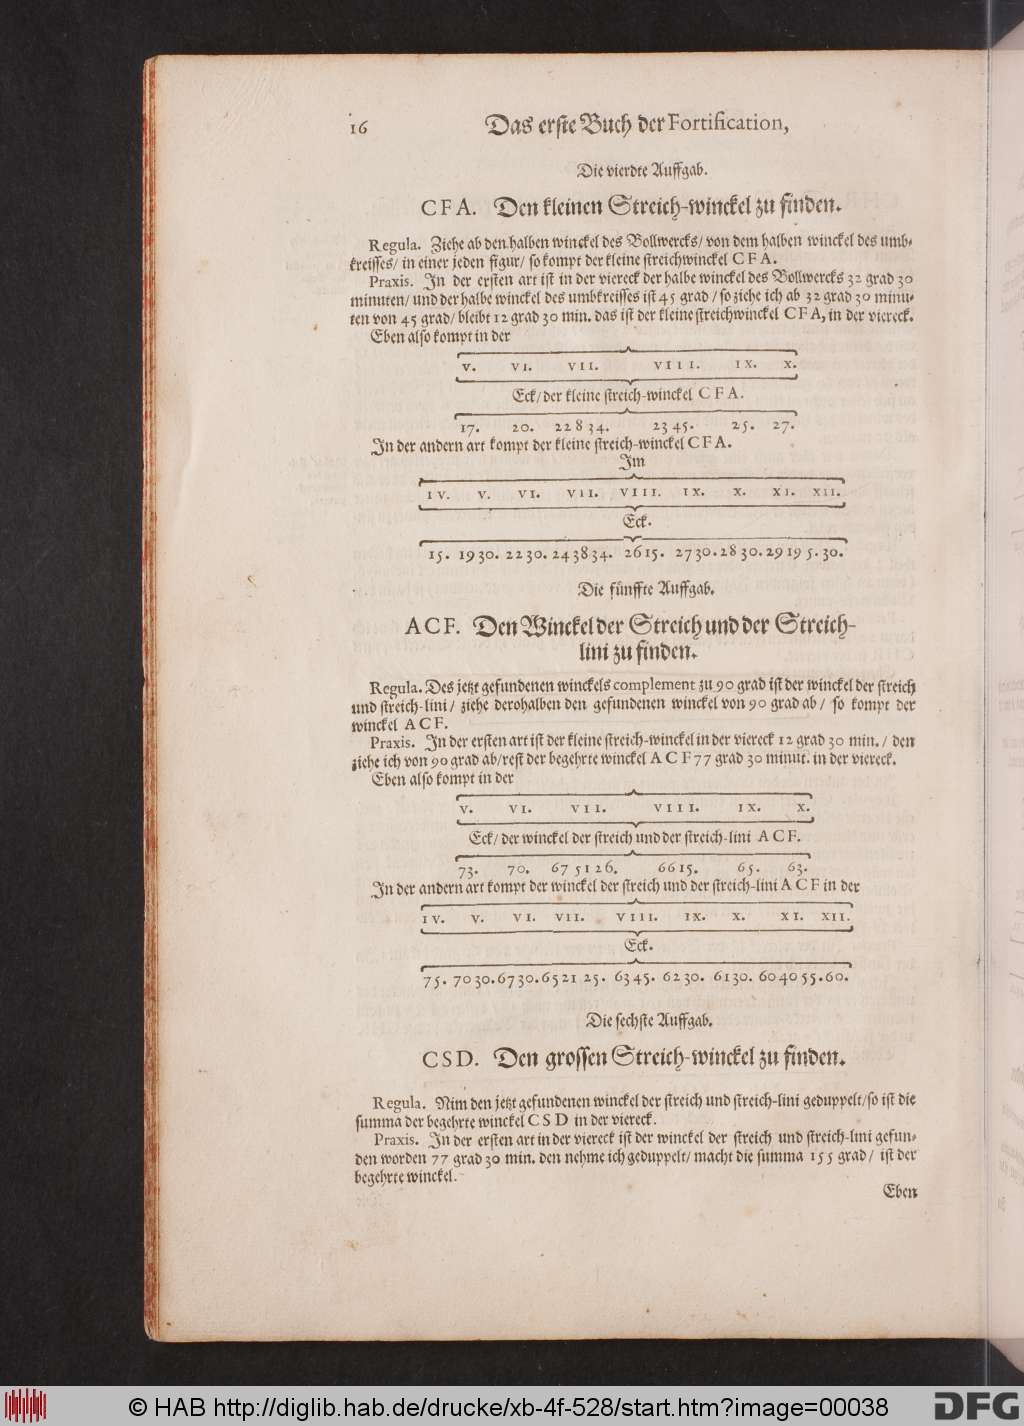 16 Das erste Buch der Fortification,
Die vierdte Auffgab.
CFA. Den kleinen Streich-winckel zu finden.
Regula. Ziehe ab den halben winckel des Bollwercks/ von dem halben winckel des umb-
kreisses/ in einer jeden figur/ so kompt der kleine streichwinckel CFA.
Praxis. In der ersten art ist in der viereck der halbe winckel des Bollwercks 32 grad 30
minuten/ und der halbe winckel des umbkreisses ist 45 grad / so ziehe ich ab 32 grad 30 minu-
ten von 45 grad/ bleibt 12 grad 30 min. das ist der kleine streichwinckel CFA, in der viereck.
Eben also kompt in der
V. VI. VII. VIII. IX. X.
Eck/ der kleine streich-winckel CFA.
17. 20. 22 8 34. 23 45. 25. 27.
In der andern art kompt der kleine streich-winckel CFA.
Im
IV. V. VI. VII. VIII. IX. X. XI. XII.
Eck.
15. 19 30. 22 30. 24 38 34. 26 15. 27 30. 28 30. 29 19 5. 30.
Die fünffte Auffgab.
ACF. Den Winckel der Streich und der Streich-
lini zu finden.
Regula. Des jetzt gefundenen winckels complement zu 90 grad ist der winckel der streich
und streich-lini / ziehe derohalben den gefundenen winckel von 90 grad ab / so kompt der
winckel ACF.
Praxis. In der ersten art ist der kleine streich-winckel in der viereck 12 grad 30 min. / den
ziehe ich von 90 grad ab/ rest der begehrte winckel ACF 77 grad 30 minut. in der viereck.
Eben also kompt in der
V. VI. VII. VIII. IX. X.
Eck/ der winckel der streich und der streich-lini ACF.
73. 70. 67 51 26. 66 15. 65. 63.
In der andern art kompt der winckel der streich und der streich-lini ACF in der
IV. V. VI. VII. VIII. IX. X. XI. XII.
Eck.
75. 70 30. 67 30. 65 21 25. 63 45. 62 30. 61 30. 60 40 55. 60.
Die sechste Auffgab.
CSD. Den grossen Streich-winckel zu finden.
Regula. Nim den jetzt gefundenen winckel der streich und streich-lini geduppelt/ so ist die
summa der begehrte winckel CSD in der viereck.
Praxis. In der ersten art in der viereck ist der winckel der streich und streich-lini gefun-
den worden 77 grad 30 min. den nehme ich geduppelt/ macht die summa 155 grad / ist der
begehrte winckel.
Eben
© HAB http://diglib.hab.de/drucke/xb-4f-528/start.htm?image=00038
DFG